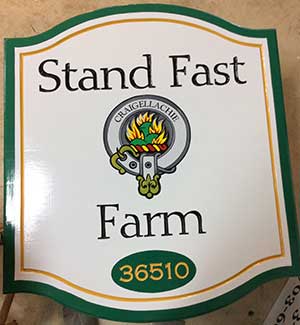 Stand Fast
CRAIGELLACHIE
Farm
36510